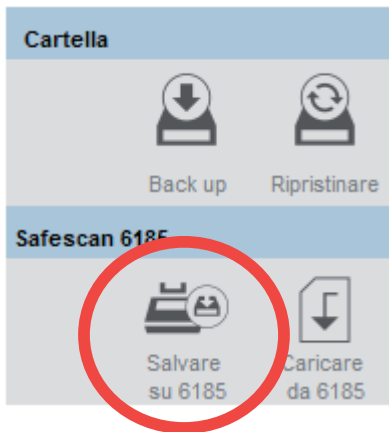 Cartella
Back up Ripristinare
Safescan 6185
Salvare Caricare
su 6185 da 6185